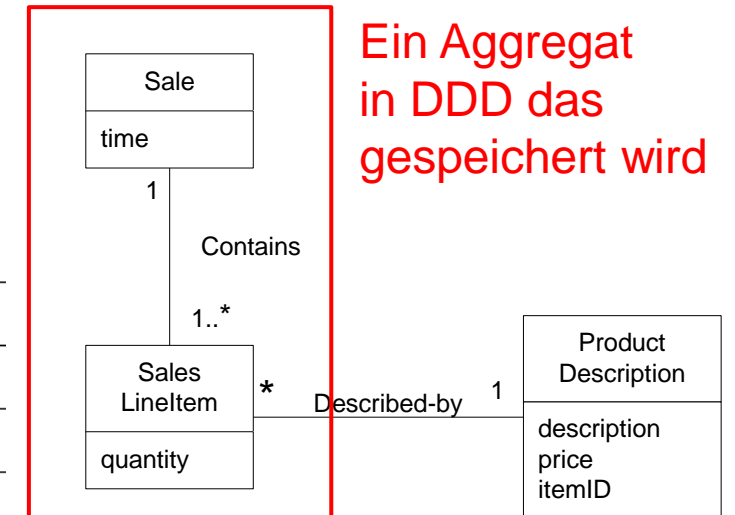 Ein Aggregat
in DDD das
gespeichert wird
Sale
time
1
Contains
1..*
Sales
LineItem
quantity
*
Described-by
1
Product
Description
description
price
itemID